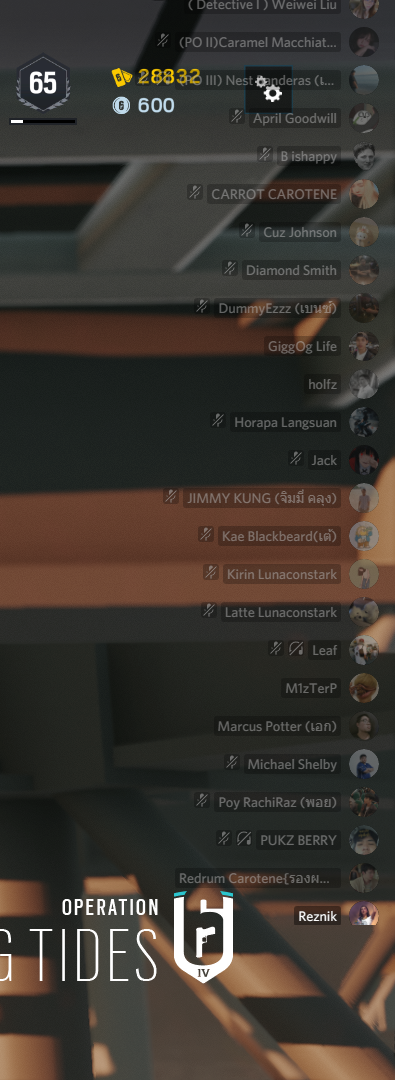 ( Detective I ) Weiwei Liu
(PO II)Caramel Macchiat...
65
28832
600
April Goodwill
B ishappy
CARROT CAROTENE
Cuz Johnson
Diamond Smith
DummyEzzz (เบนซ์)
GiggOg Life
holfz
Horapa Langsuan
Jack
JIMMY KUNG (จิมมี่ คลุง)
Kae Blackbeard(เต๋)
Kirin Lunaconstark
Latte Lunaconstark
Leaf
M1zTerP
Marcus Potter (เอก)
Michael Shelby
Poy RachiRaz (พอย)
PUKZ BERRY
Redrum Carotene{รองผ...
OPERATION
Reznik
G TIDES
IV